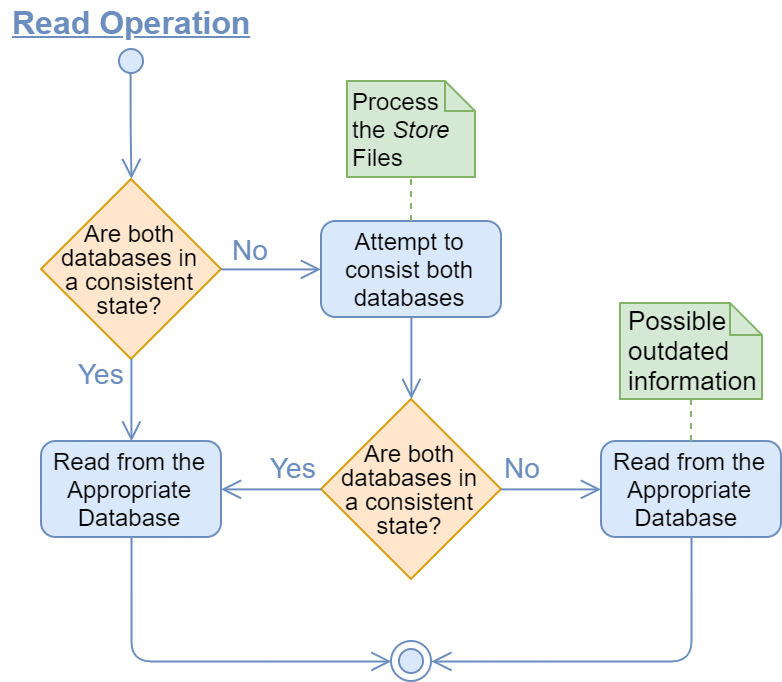 Read Operation
Process
the Store
Files
Are both
databases in
a consistent
state?
No
Attempt to
consist both
databases
Possible
outdated
information
Yes
Read from the
Appropriate
Database
Yes
Are both
databases in
a consistent
state?
No
Read from the
Appropriate
Database